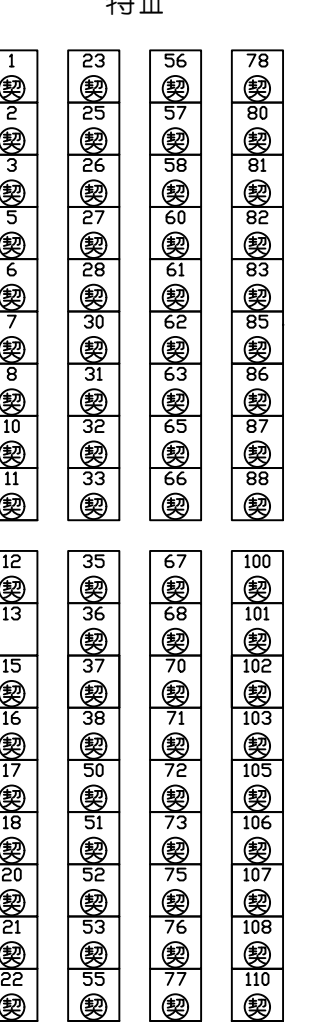 1 23 56 78
契 契 契 契
2 25 57 80
契 契 契 契
3 26 58 81
契 契 契 契
5 27 60 82
契 契 契 契
6 28 61 83
契 契 契 契
7 30 62 85
契 契 契 契
8 31 63 86
契 契 契 契
10 32 65 87
契 契 契 契
11 33 66 88
契 契 契 契
12 35 67 100
契 契 契 契
13 36 68 101
契 契 契
15 37 70 102
契 契 契 契
16 38 71 103
契 契 契 契
17 50 72 105
契 契 契 契
18 51 73 106
契 契 契 契
20 52 75 107
契 契 契 契
21 53 76 108
契 契 契 契
22 55 77 110
契 契 契 契